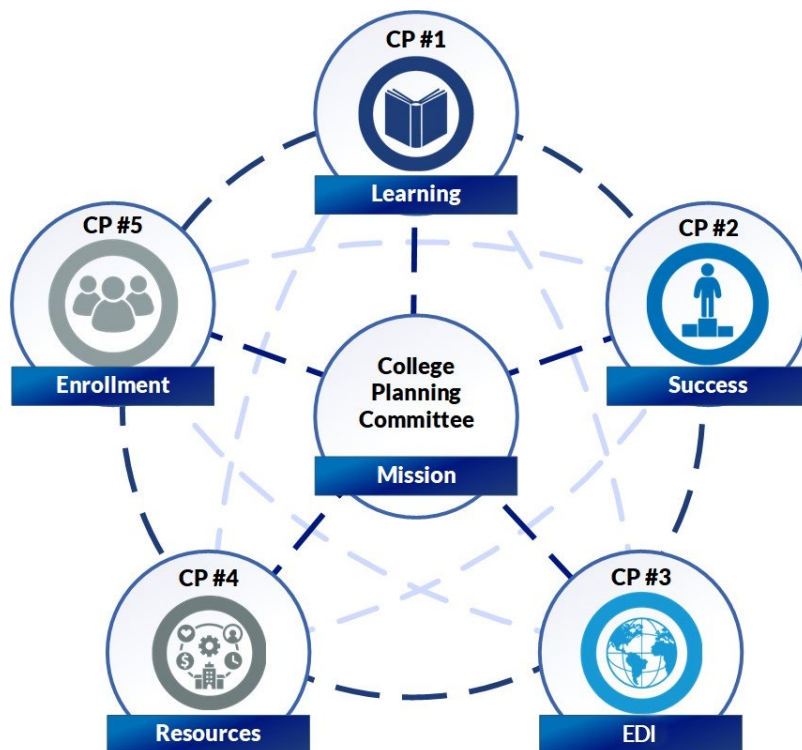 CP #1
Learning
CP #5
Enrollment
CP #2
Success
College
Planning
Committee
Mission
CP #4
Resources
CP #3
EDI